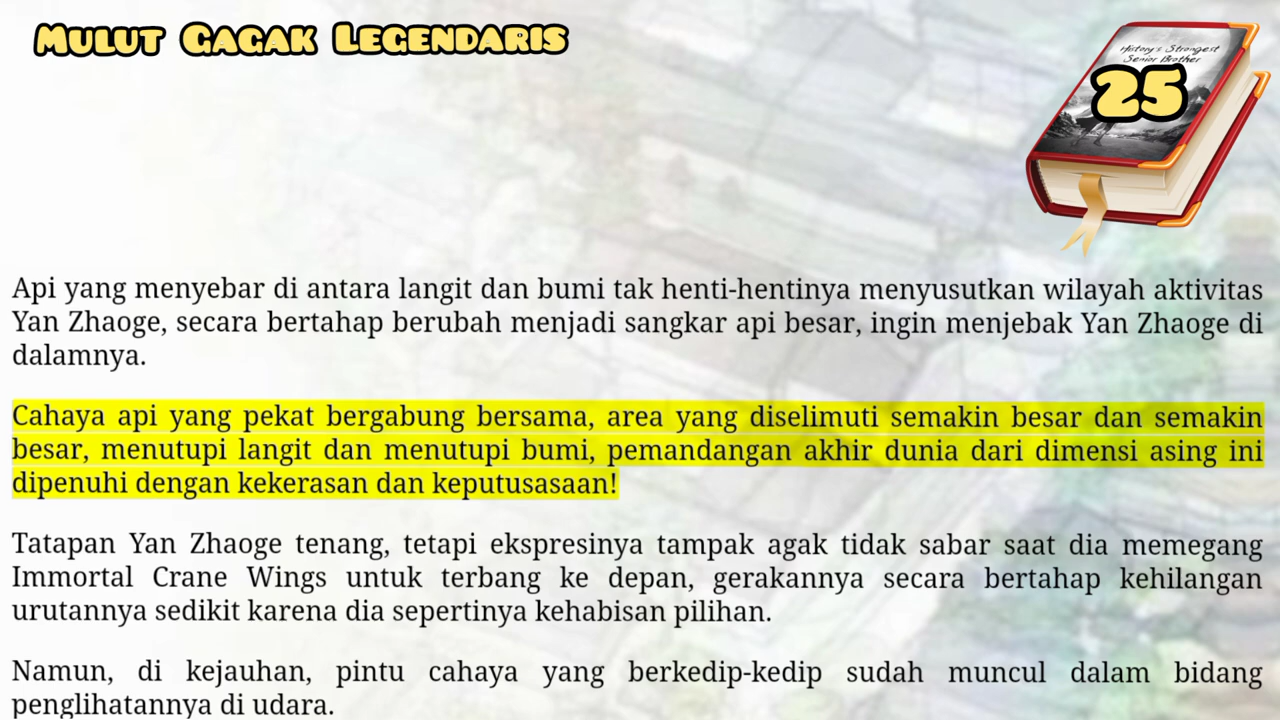 Mulut Gagak Legendaris
History's Strongest
Senior Brother
25
Api yang menyebar di antara langit dan bumi tak henti-hentinya menyusutkan wilayah aktivitas
Yan Zhaoge, secara bertahap berubah menjadi sangkar api besar, ingin menjebak Yan Zhaoge di
dalamnya.
Cahaya api yang pekat bergabung bersama, area yang diselimuti semakin besar dan semakin
besar, menutupi langit dan menutupi bumi, pemandangan akhir dunia dari dimensi asing ini
dipenuhi dengan kekerasan dan keputusasaan!
Tatapan Yan Zhaoge tenang, tetapi ekspresinya tampak agak tidak sabar saat dia memegang
Immortal Crane Wings untuk terbang ke depan, gerakannya secara bertahap kehilangan
urutannya sedikit karena dia sepertinya kehabisan pilihan.
Namun, di kejauhan, pintu cahaya yang berkedip-kedip sudah muncul dalam bidang
penglihatannya di udara.